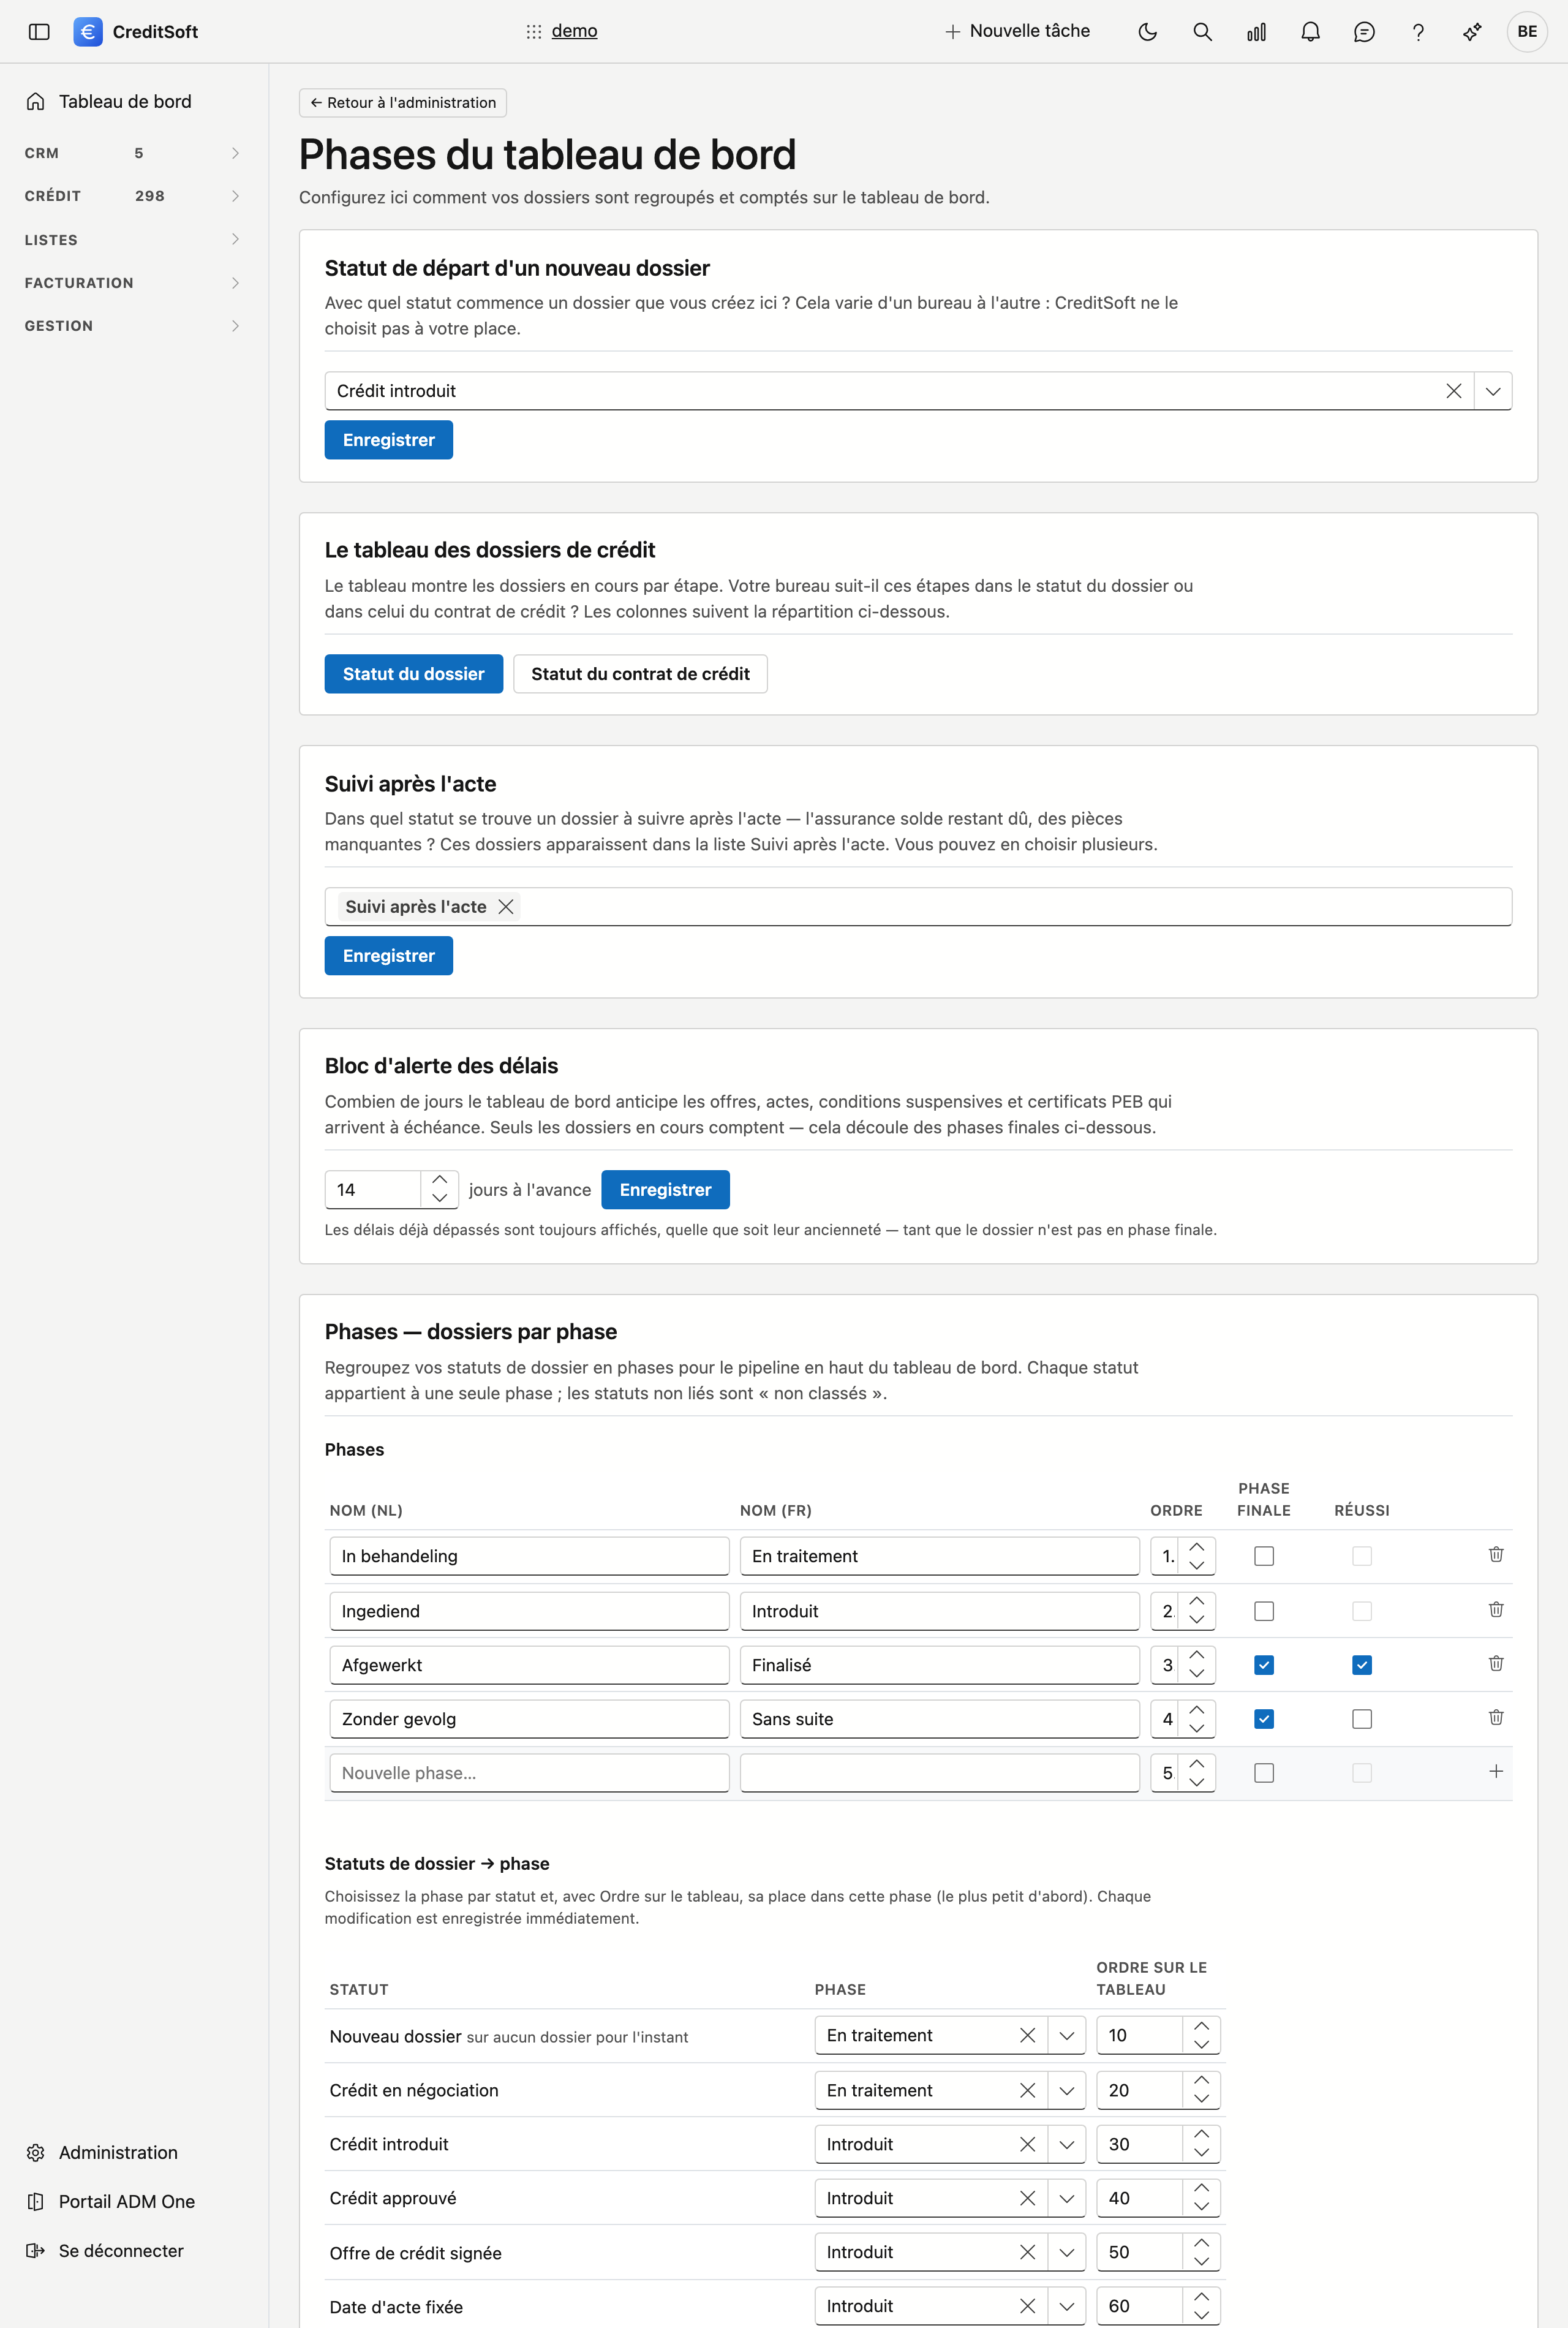 CreditSoft
demo
Nouvelle tâche
BE
Tableau de bord
CRM 5
CRÉDIT 298
LISTES
FACTURATION
GESTION
← Retour à l'administration
Phases du tableau de bord
Configurez ici comment vos dossiers sont regroupés et comptés sur le tableau de bord.
Statut de départ d'un nouveau dossier
Avec quel statut commence un dossier que vous créez ici ? Cela varie d'un bureau à l'autre : CreditSoft ne le
choisit pas à votre place.
Crédit introduit
Enregistrer
Le tableau des dossiers de crédit
Le tableau montre les dossiers en cours par étape. Votre bureau suit-il ces étapes dans le statut du dossier ou
dans celui du contrat de crédit ? Les colonnes suivent la répartition ci-dessous.
Statut du dossier Statut du contrat de crédit
Suivi après l'acte
Dans quel statut se trouve un dossier à suivre après l'acte — l'assurance solde restant dû, des pièces
manquantes ? Ces dossiers apparaissent dans la liste Suivi après l'acte. Vous pouvez en choisir plusieurs.
Suivi après l'acte
Enregistrer
Bloc d'alerte des délais
Combien de jours le tableau de bord anticipe les offres, actes, conditions suspensives et certificats PEB qui
arrivent à échéance. Seuls les dossiers en cours comptent — cela découle des phases finales ci-dessous.
14 jours à l'avance Enregistrer
Les délais déjà dépassés sont toujours affichés, quelle que soit leur ancienneté — tant que le dossier n'est pas en phase finale.
Phases — dossiers par phase
Regroupez vos statuts de dossier en phases pour le pipeline en haut du tableau de bord. Chaque statut
appartient à une seule phase ; les statuts non liés sont « non classés ».
Phases
NOM (NL) NOM (FR) ORDRE PHASE FINALE RÉUSSI
In behandeling En traitement 1.
Ingediend Introduit 2.
Afgewerkt Finalisé 3
Zonder gevolg Sans suite 4
Nouvelle phase... 5.
Statuts de dossier → phase
Choisissez la phase par statut et, avec Ordre sur le tableau, sa place dans cette phase (le plus petit d'abord). Chaque
modification est enregistrée immédiatement.
STATUT PHASE ORDRE SUR LE TABLEAU
Nouveau dossier sur aucun dossier pour l'instant En traitement 10
Crédit en négociation En traitement 20
Crédit introduit Introduit 30
Crédit approuvé Introduit 40
Offre de crédit signée Introduit 50
Date d'acte fixée Introduit 60
Administration
Portail ADM One
Se déconnecter